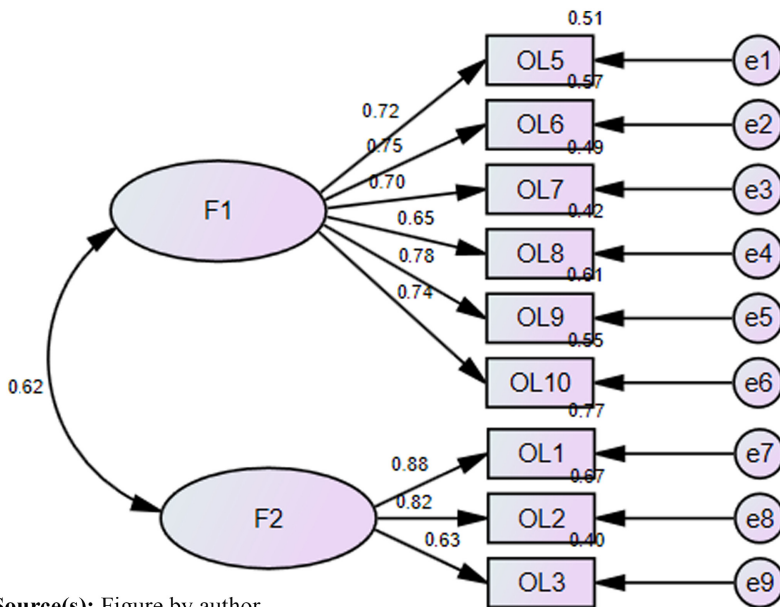 0.51
OL5
e1
0.57
0.72
OL6
e2
0.75
0.49
0.70
OL7
e3
F1
0.42
0.65
OL8
e4
0.78
0.61
0.74
OL9
e5
0.55
OL10
e6
0.62
0.77
OL1
e7
0.88
0.67
0.82
F2
OL2
e8
0.63
0.40
OL3
e9
Source(s): Figure by author